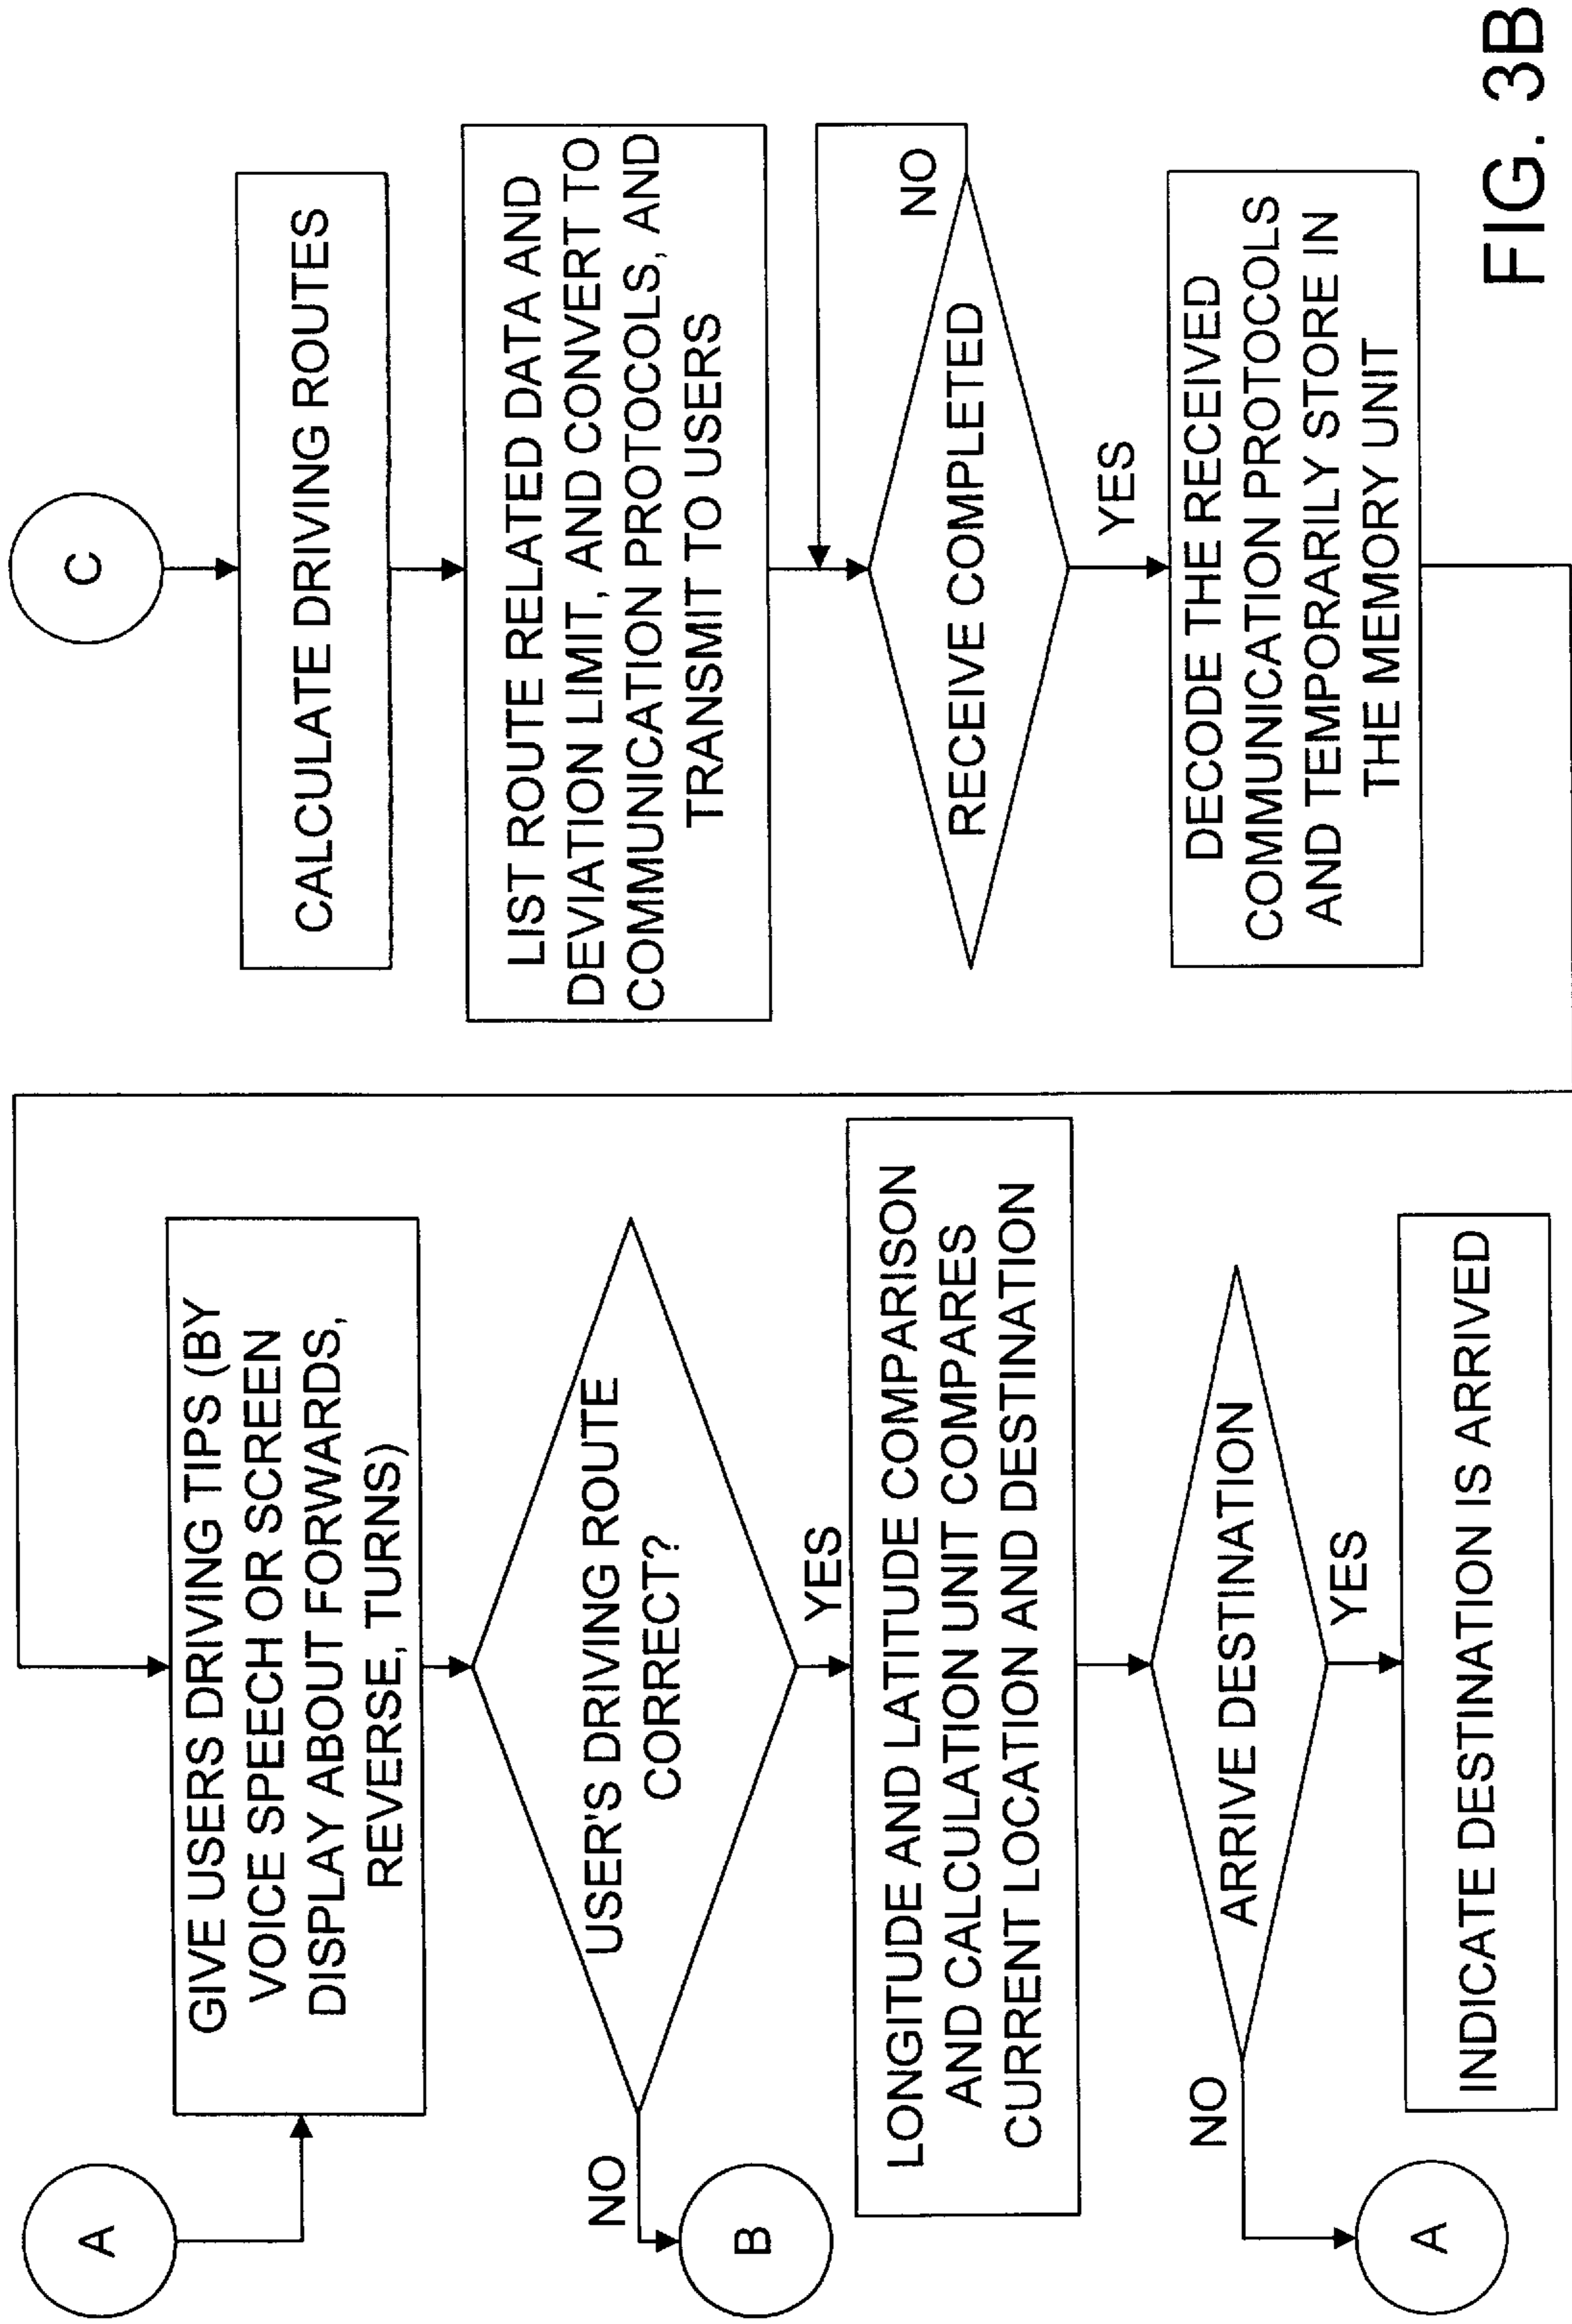 C
CALCULATE DRIVING ROUTES
LIST ROUTE RELATED DATA AND
DEVIATION LIMIT, AND CONVERT TO
COMMUNICATION PROTOCOLS, AND
TRANSMIT TO USERS
NO
RECEIVE COMPLETED
YES
DECODE THE RECEIVED
COMMUNICATION PROTOCOLS
AND TEMPORARILY STORE IN
THE MEMORY UNIT
A
GIVE USERS DRIVING TIPS (BY
VOICE SPEECH OR SCREEN
DISPLAY ABOUT FORWARDS,
REVERSE, TURNS)
USER'S DRIVING ROUTE
CORRECT?
NO
B
YES
LONGITUDE AND LATITUDE COMPARISON
AND CALCULATION UNIT COMPARES
CURRENT LOCATION AND DESTINATION
ARRIVE DESTINATION
NO
A
YES
INDICATE DESTINATION IS ARRIVED
FIG. 3B